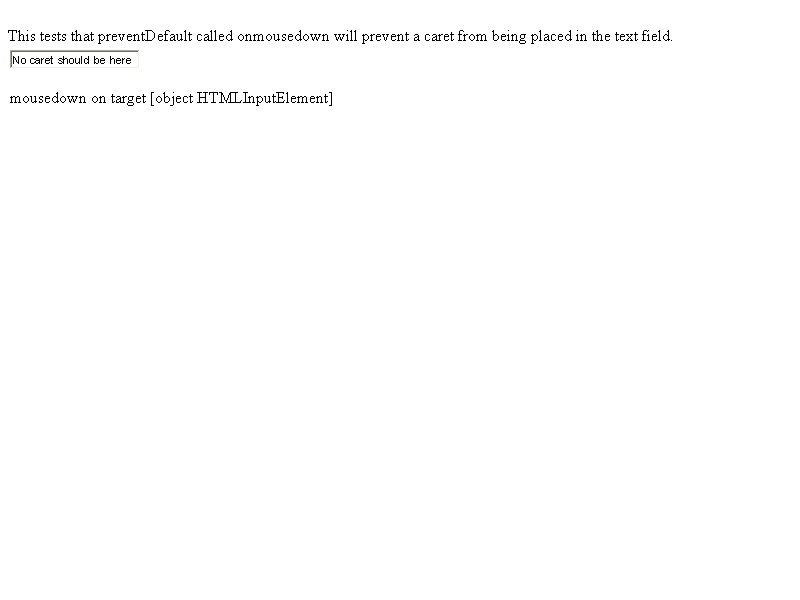 This tests that preventDefault called onmousedown will prevent a caret from being placed in the text field.
No caret should be here
mousedown on target [object HTMLInputElement]